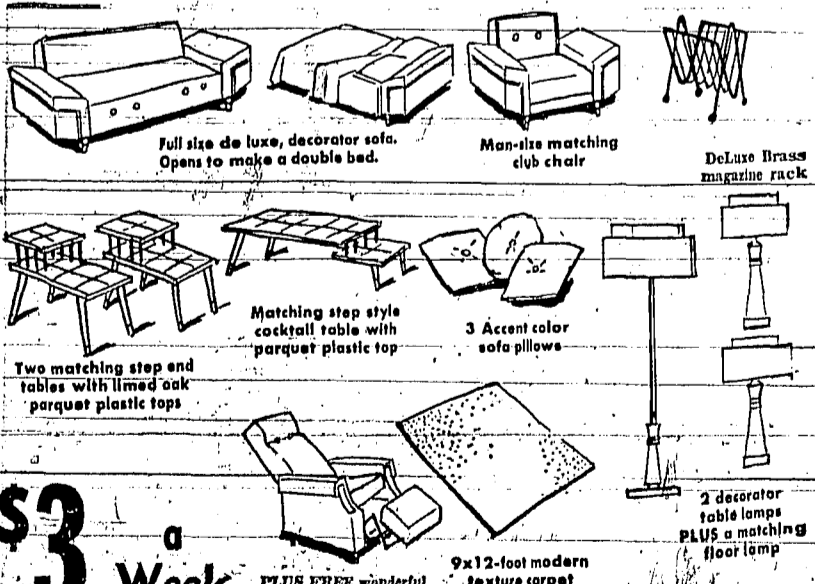 Full size de luxe, decorator sofa.
Opens to make a double bed.
Man-size matching
club chair
DeLuxe Brass
magazine rack
Two matching step end
tables with limed oak
parquet plastic tops
Matching step style
cocktail table with
parquet plastic top
3 Accent color
sofa pillows
2 decorator
table lamps
PLUS a matching
floor lamp
$3 a
Week
PLUS FREE wonderful
9x12-foot modern
texture carpet